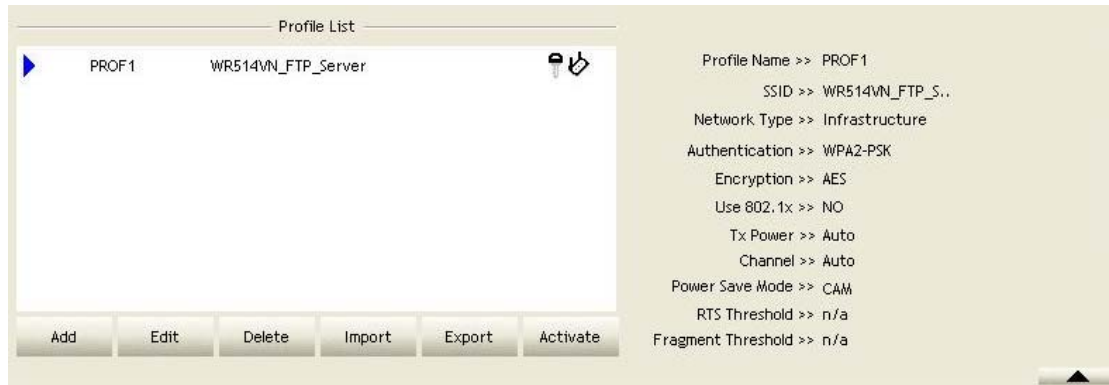 Profile List
PROF1 WR514VN_FTP_Server
Add Edit Delete Import Export Activate
Profile Name >> PROF1
SSID >> WR514VN_FTP_S..
Network Type >> Infrastructure
Authentication >> WPA2-PSK
Encryption >> AES
Use 802.1x >> NO
Tx Power >> Auto
Channel >> Auto
Power Save Mode >> CAM
RTS Threshold >> n/a
Fragment Threshold >> n/a